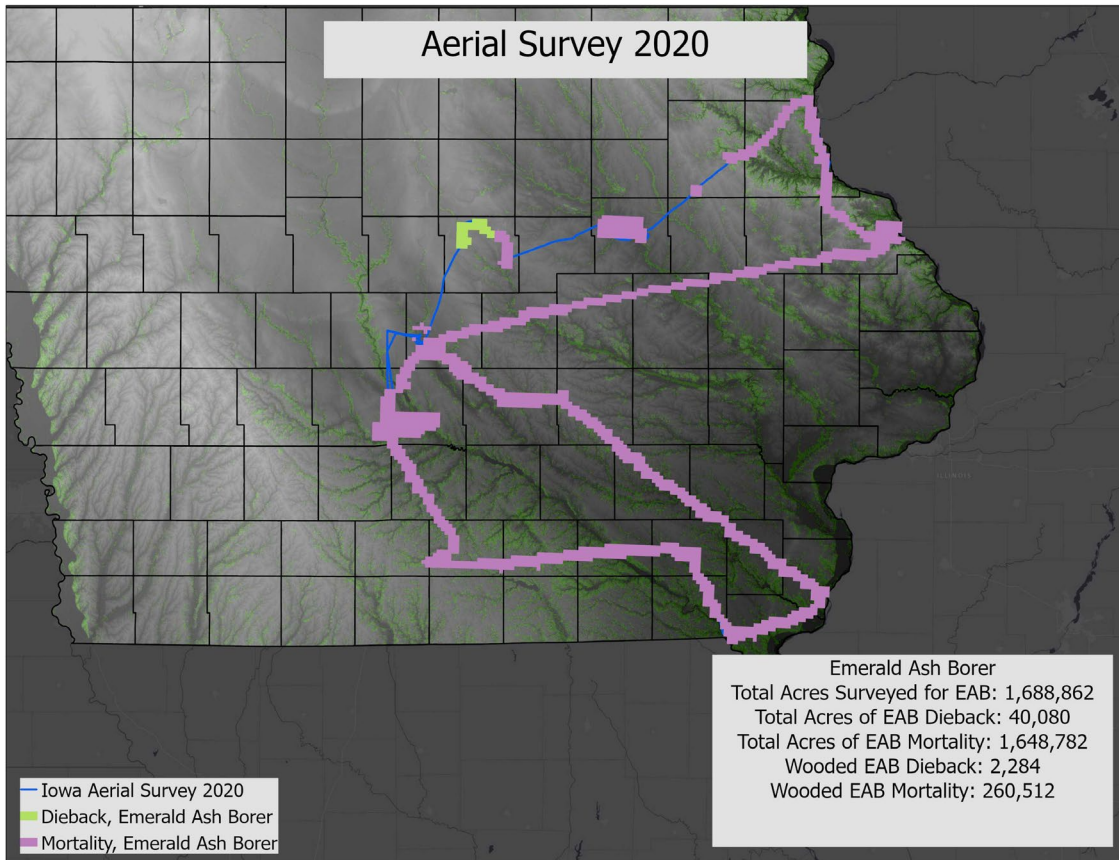 Aerial Survey 2020
ILLINOIS
Emerald Ash Borer
Total Acres Surveyed for EAB: 1,688,862
Total Acres of EAB Dieback: 40,080
Total Acres of EAB Mortality: 1,648,782
Wooded EAB Dieback: 2,284
Wooded EAB Mortality: 260,512
Iowa Aerial Survey 2020
Dieback, Emerald Ash Borer
Mortality, Emerald Ash Borer